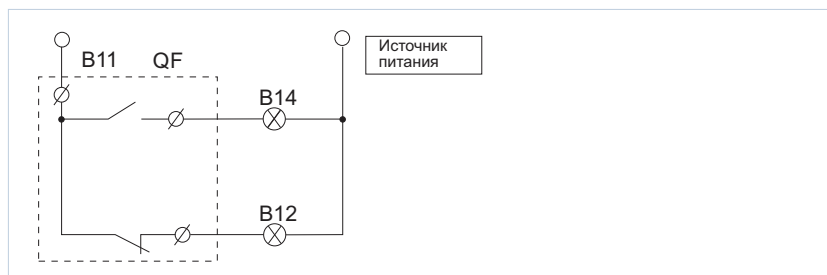 Источник
питания
B11 QF
B14
B12